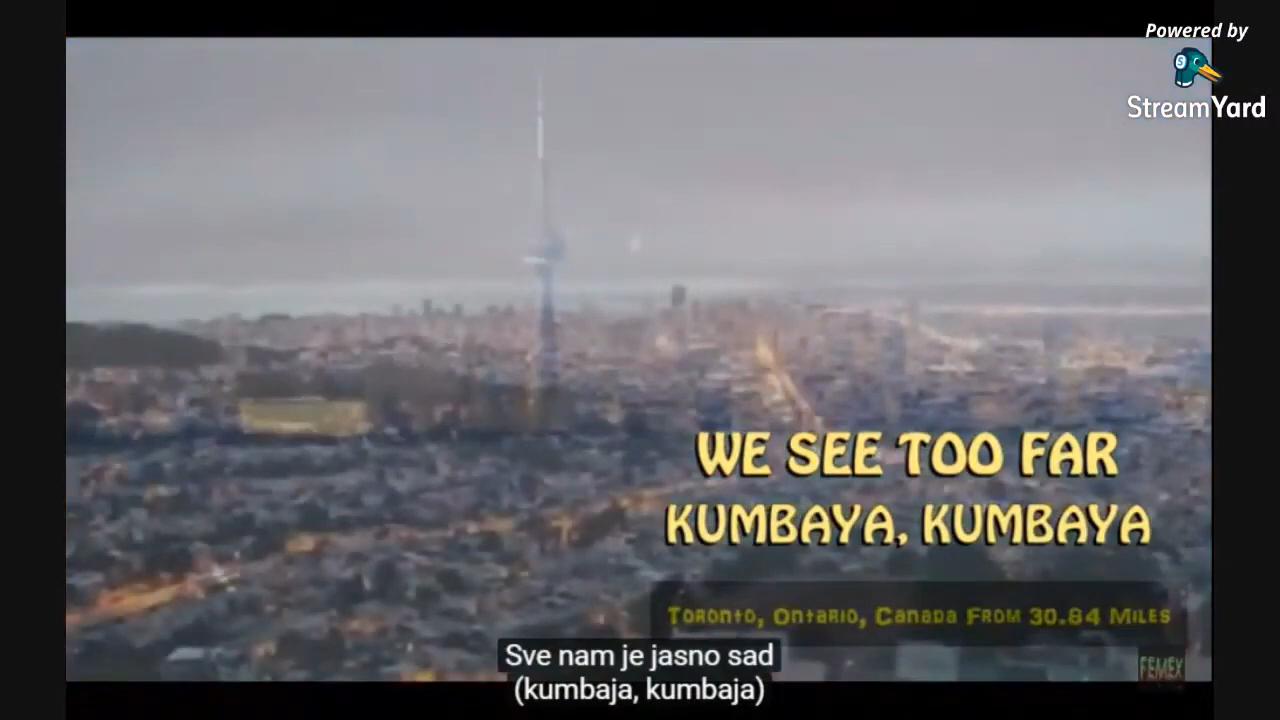 Powered by
StreamYard
WE SEE TOO FAR
KUMBAYA, KUMBAYA
Toronto, Ontario, Canada From 30.84 Miles
Sve nam je jasno sad
(kumbaja, kumbaja)
FEMEX